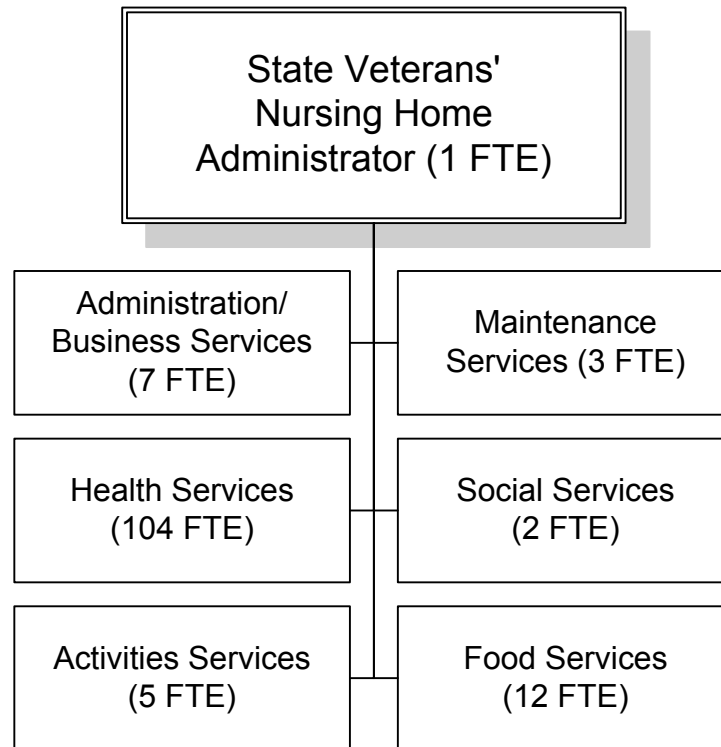 State Veterans'
Nursing Home
Administrator (1 FTE)
Administration/
Business Services
(7 FTE)
Maintenance
Services (3 FTE)
Health Services
(104 FTE)
Social Services
(2 FTE)
Activities Services
(5 FTE)
Food Services
(12 FTE)